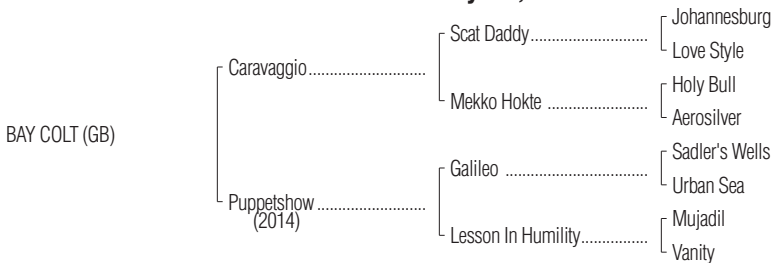 Johannesburg
Scat Daddy
Love Style
Caravaggio
Holy Bull
Mekko Hokte
Aerosilver
BAY COLT (GB)
Sadler's Wells
Galileo
Urban Sea
Puppetshow
(2014)
Mujadil
Lesson In Humility
Vanity